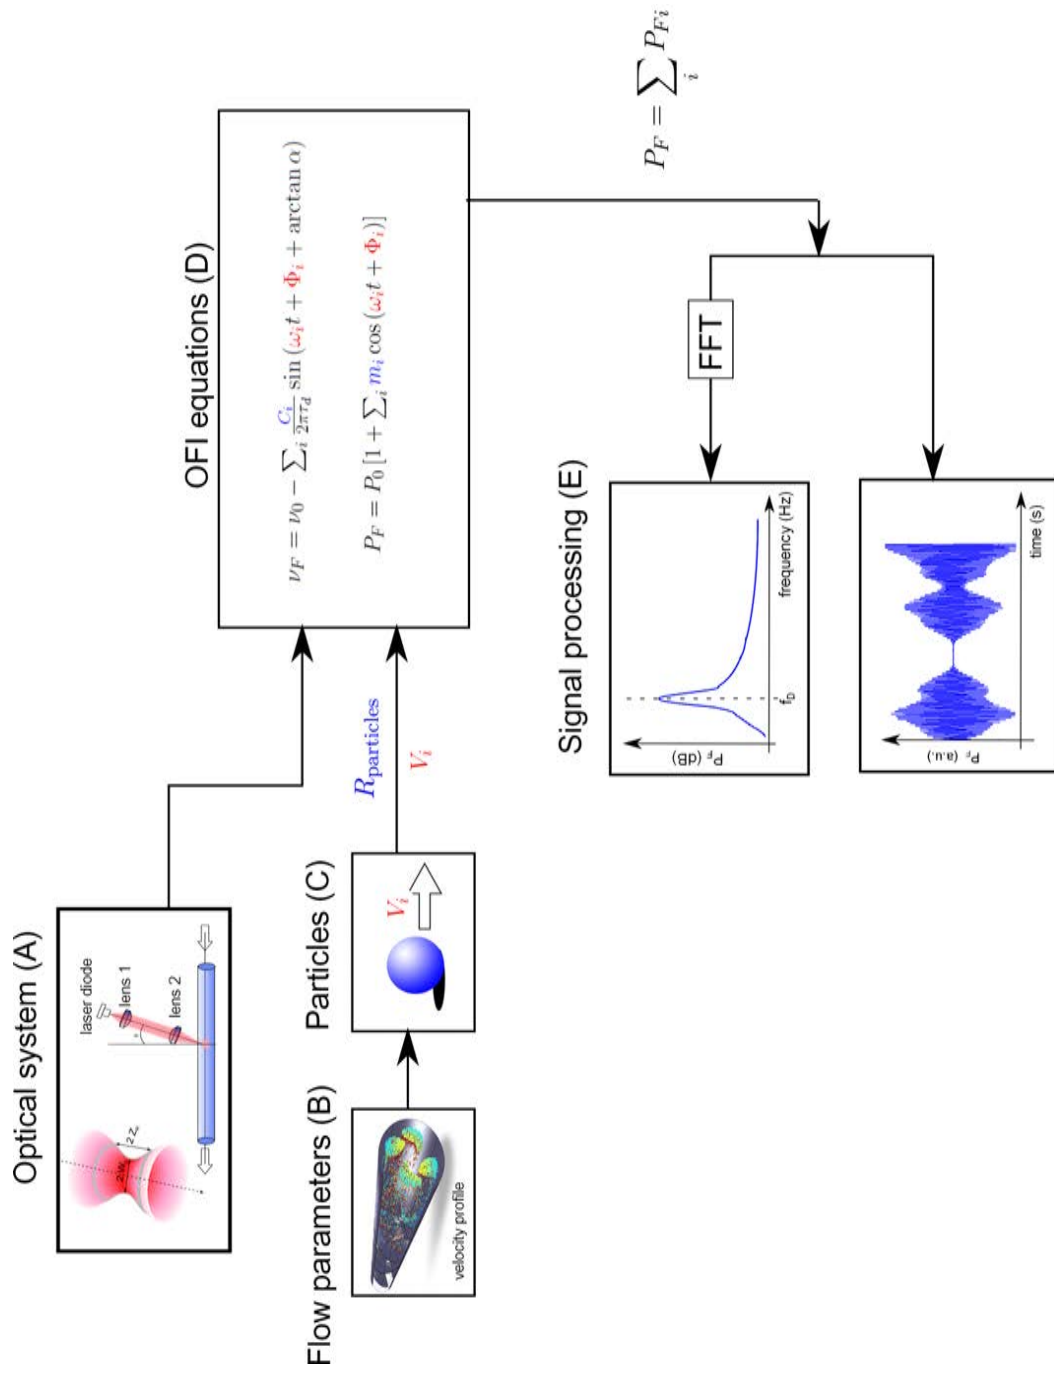 Optical system (A)
laser diode
lens 1
lens 2
2W₀
Flow parameters (B)
velocity profile
Particles (C)
V_i
R_particles
V_i
OFI equations (D)
ν_F = ν_0 − ∑_i C_i/2πτ_d sin (ω_i t + Φ_i + arctan α)
P_F = P_0 [1 + ∑_i m_i cos (ω_i t + Φ_i)]
P_F = ∑_i P_Fi
Signal processing (E)
FFT
P_F (dB)
f_D
frequency (Hz)
P_F (a.u.)
time (s)